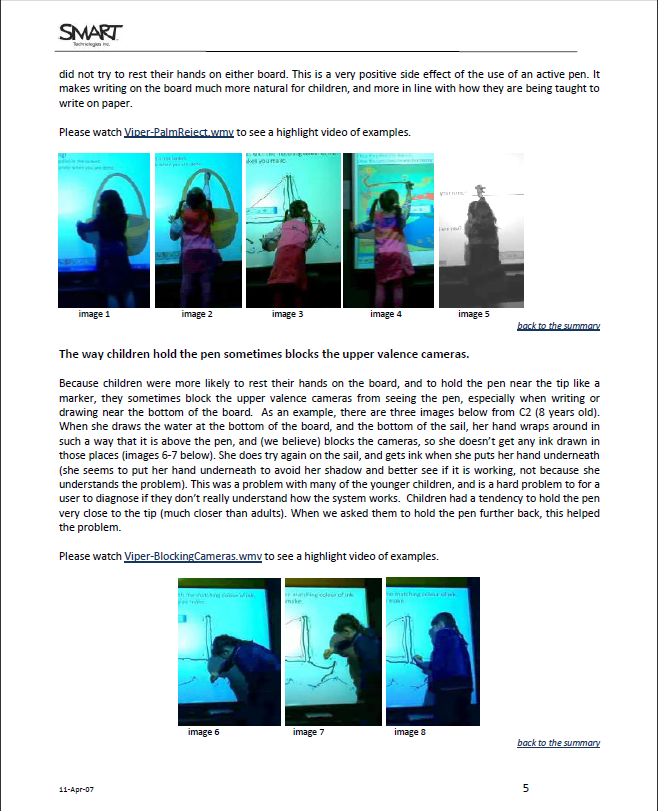 SMART
Technologies Inc.
did not try to rest their hands on either board. This is a very positive side effect of the use of an active pen. It
makes writing on the board much more natural for children, and more in line with how they are being taught to
write on paper.
Please watch Viper-PalmReject.wmv to see a highlight video of examples.
image 1
image 2
image 3
image 4
image 5
back to the summary
The way children hold the pen sometimes blocks the upper valence cameras.
Because children were more likely to rest their hands on the board, and to hold the pen near the tip like a
marker, they sometimes block the upper valence cameras from seeing the pen, especially when writing or
drawing near the bottom of the board. As an example, there are three images below from C2 (8 years old).
When she draws the water at the bottom of the board, and the bottom of the sail, her hand wraps around in
such a way that it is above the pen, and (we believe) blocks the cameras, so she doesn't get any ink drawn in
those places (images 6-7 below). She does try again on the sail, and gets ink when she puts her hand underneath
(she seems to put her hand underneath to avoid her shadow and better see if it is working, not because she
understands the problem). This was a problem with many of the younger children, and is a hard problem to for a
user to diagnose if they don't really understand how the system works. Children had a tendency to hold the pen
very close to the tip (much closer than adults). When we asked them to hold the pen further back, this helped
the problem.
Please watch Viper-BlockingCameras.wmv to see a highlight video of examples.
matching colour of ink
make.
matching colour of ink
make.
matching colour of ink
make.
image 6
image 7
image 8
back to the summary
11-Apr-07
5